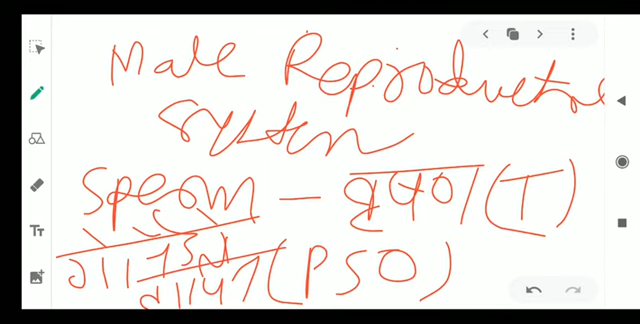 Male Reproductive
System
Sperm – वृषण (T)
(PSO)